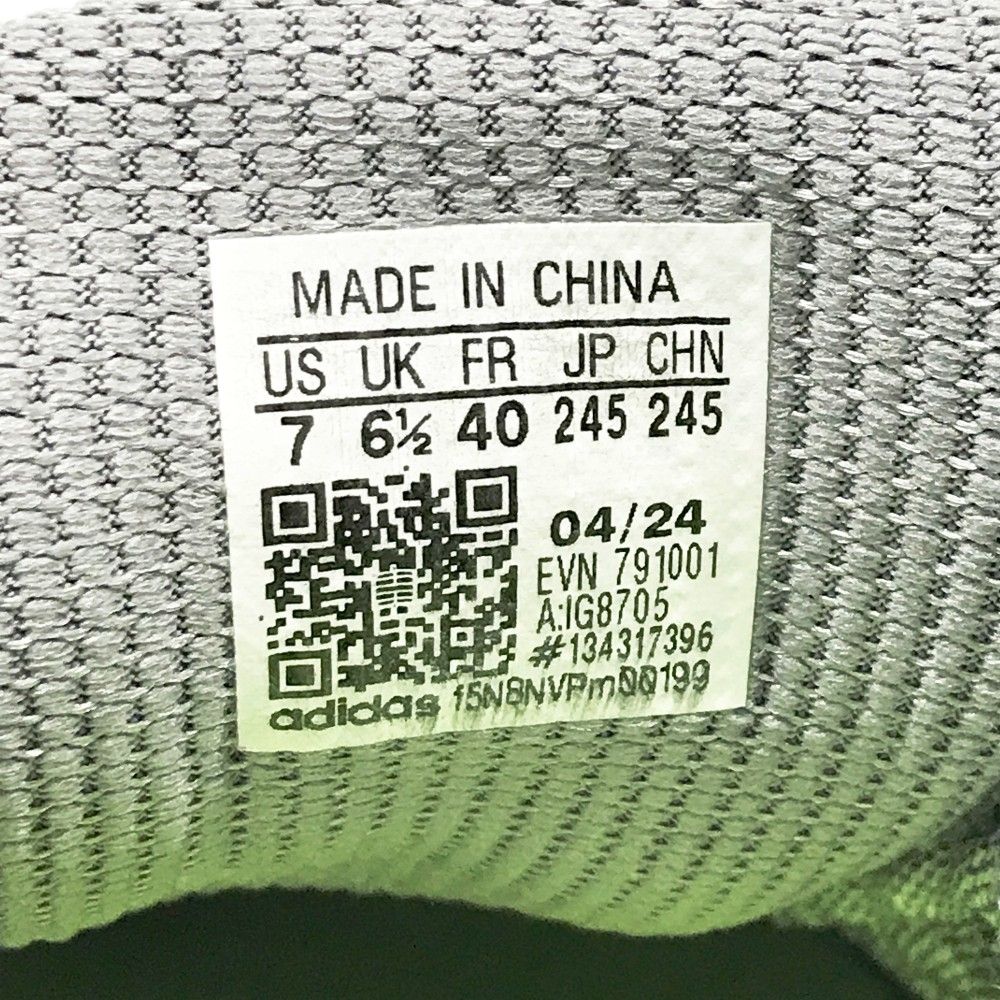 MADE IN CHINA
US UK FR JP CHN
7 6½ 40 245 245
04/24
EVN 791001
A:IG8705
#134317396
adidas 15N8NVPm00199